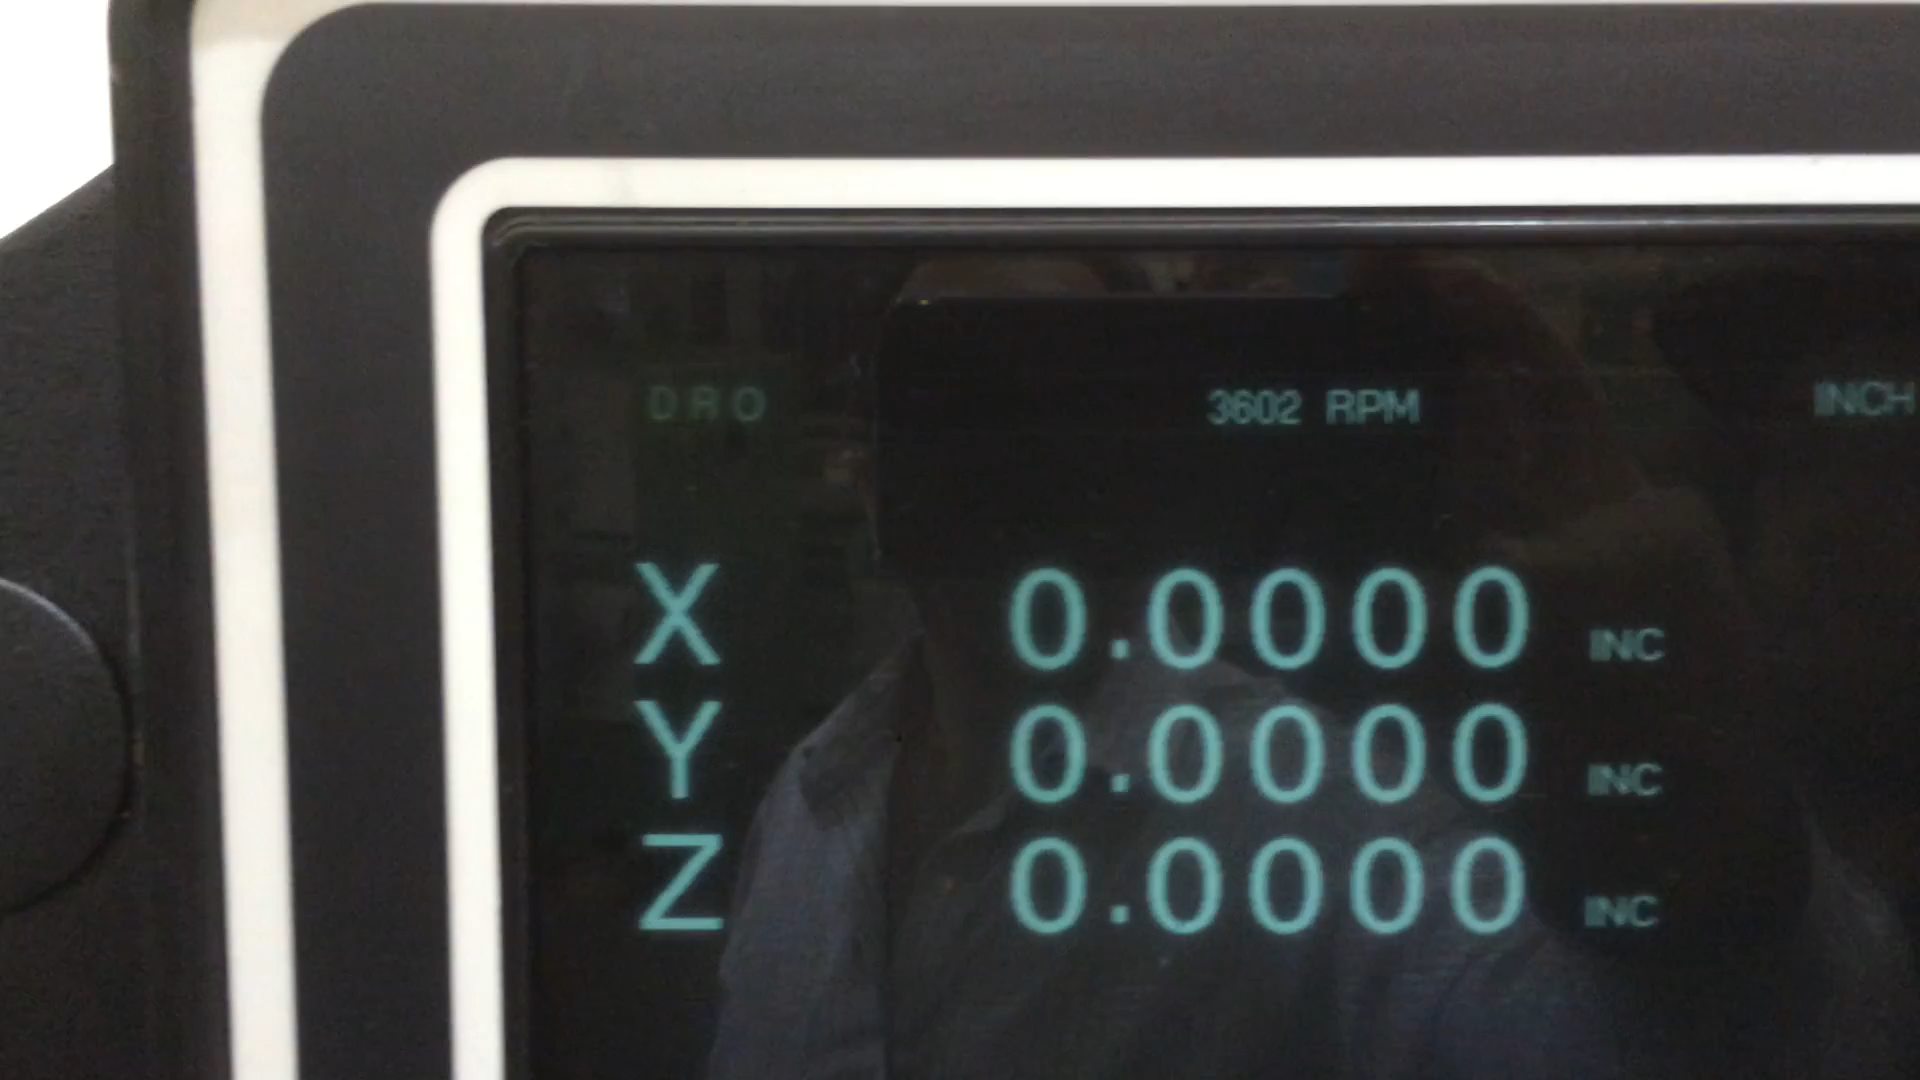 DRO 3602 RPM INCH
X 0.0000 INC
Y 0.0000 INC
Z 0.0000 INC